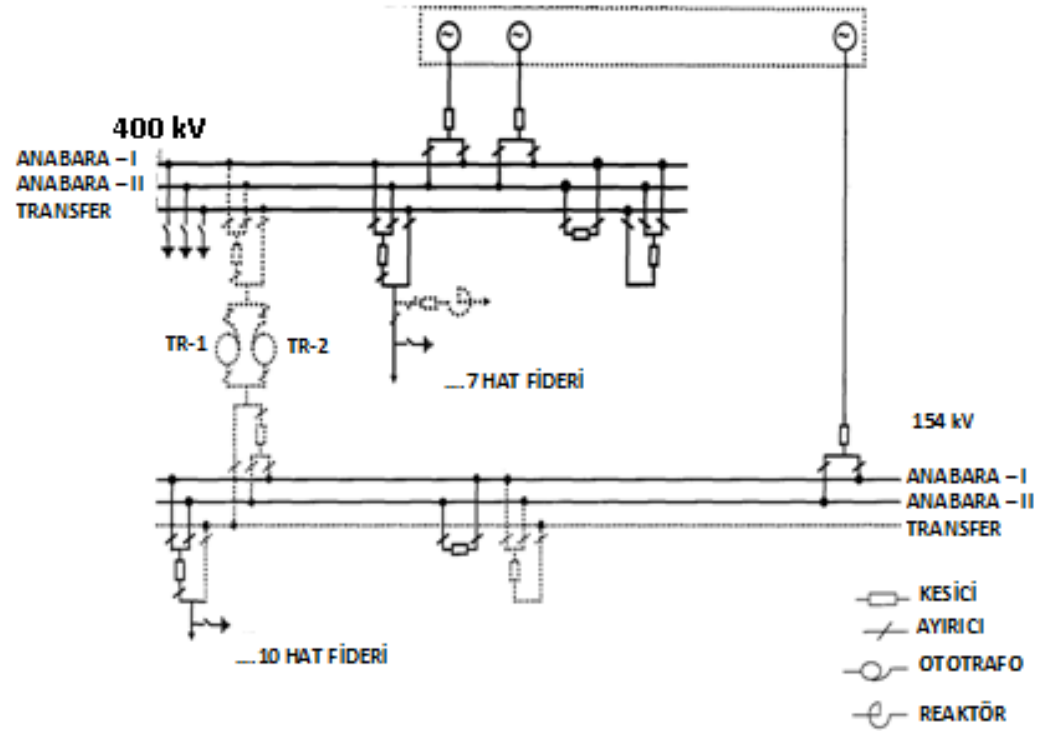 400 kV
ANABARA – I
ANABARA – II
TRANSFER
TR-1
TR-2
....7 HAT FİDERİ
154 kV
ANABARA – I
ANABARA – II
TRANSFER
....10 HAT FİDERİ
KESİCİ
AYIRICI
OTOTRAFO
REAKTÖR